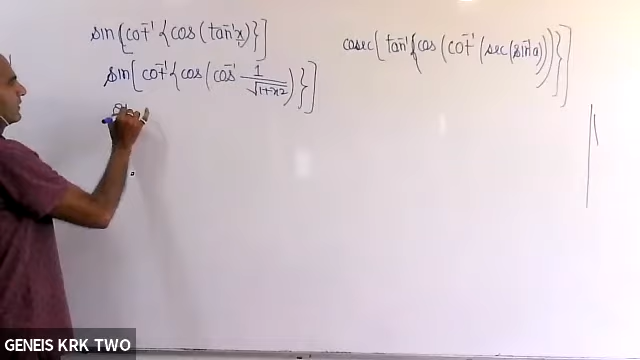 sin[cot⁻¹{cos(tan⁻¹x)}]
sin[cot⁻¹{cos(cos⁻¹ 1/√(1+x²))}]
cosec[tan⁻¹{cos(cot⁻¹(sec(sin⁻¹a)))}]
GENEIS KRK TWO